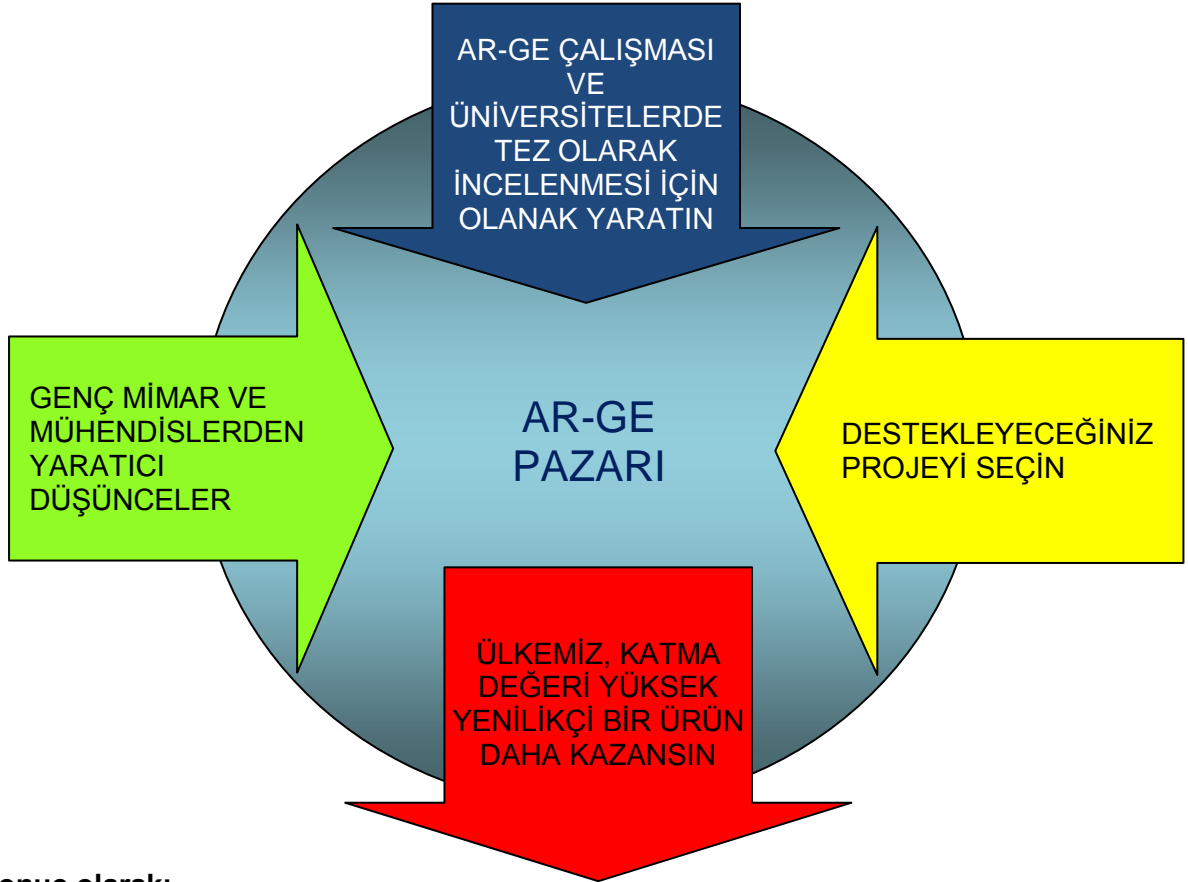 AR-GE ÇALIŞMASI
VE
ÜNİVERSİTELERDE
TEZ OLARAK
İNCELENMESİ İÇİN
OLANAK YARATIN
GENÇ MİMAR VE
MÜHENDİSLERDEN
YARATICI
DÜŞÜNCELER
AR-GE
PAZARI
DESTEKLEYECEĞİNİZ
PROJEYİ SEÇİN
ÜLKEMİZ, KATMA
DEĞERİ YÜKSEK
YENİLİKÇİ BİR ÜRÜN
DAHA KAZANSIN